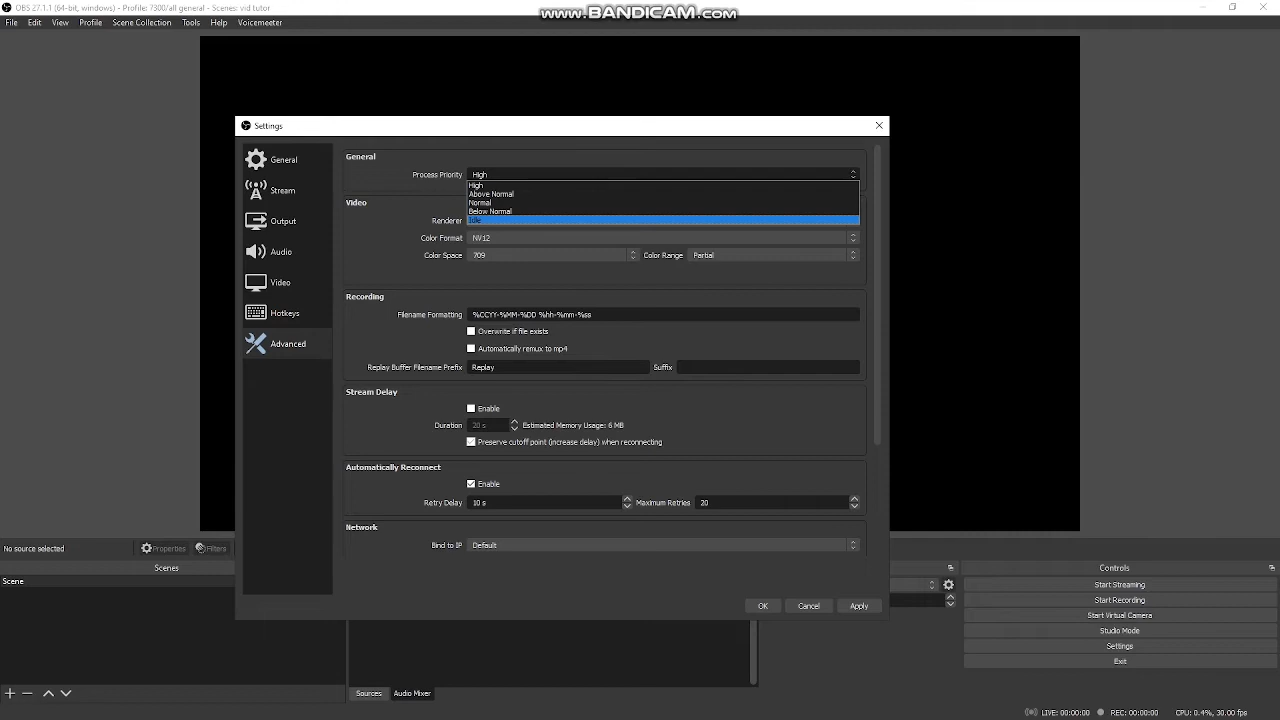 OBS 27.1.1 (64-bit, windows) - Profile: 7300/all general - Scenes: vid tutor
www.BANDICAM.com
File Edit View Profile Scene Collection Tools Help Voicemeeter
Settings
General
Stream
Output
Audio
Video
Hotkeys
Advanced
General
Process Priority High
High
Above Normal
Normal
Below Normal
Idle
Video
Renderer
Color Format NV12
Color Space 709 Color Range Partial
Recording
Filename Formatting %CCYY-%MM-%DD %hh-%mm-%ss
Overwrite if file exists
Automatically remux to mp4
Replay Buffer Filename Prefix Replay Suffix
Stream Delay
Enable
Duration 20 s Estimated Memory Usage: 6 MB
Preserve cutoff point (increase delay) when reconnecting
Automatically Reconnect
Enable
Retry Delay 10 s Maximum Retries 20
Network
Bind to IP Default
OK Cancel Apply
No source selected Properties Filters
Scenes
Scene
Sources Audio Mixer
Controls
Start Streaming
Start Recording
Start Virtual Camera
Studio Mode
Settings
Exit
LIVE: 00:00:00 REC: 00:00:00 CPU: 0.4%, 30.00 fps